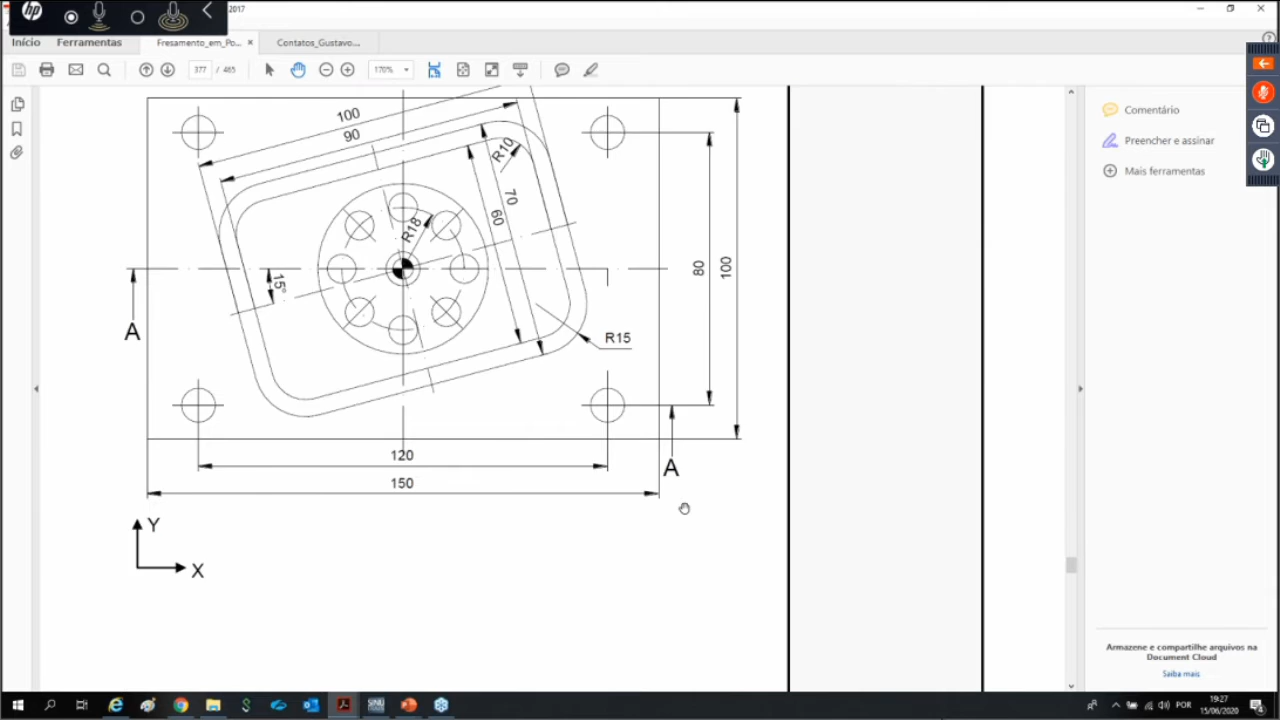 hp
2017
Início
Ferramentas
Fresamento_em_Po...
×
Contatos_Gustavo...
377 / 465
170%
Comentário
Preencher e assinar
Mais ferramentas
100
90
R10
70
60
R18
15°
80
100
R15
A
A
120
150
Y
X
Armazene e compartilhe arquivos na
Document Cloud
Saiba mais
SINU
POR
19:27
15/06/2020